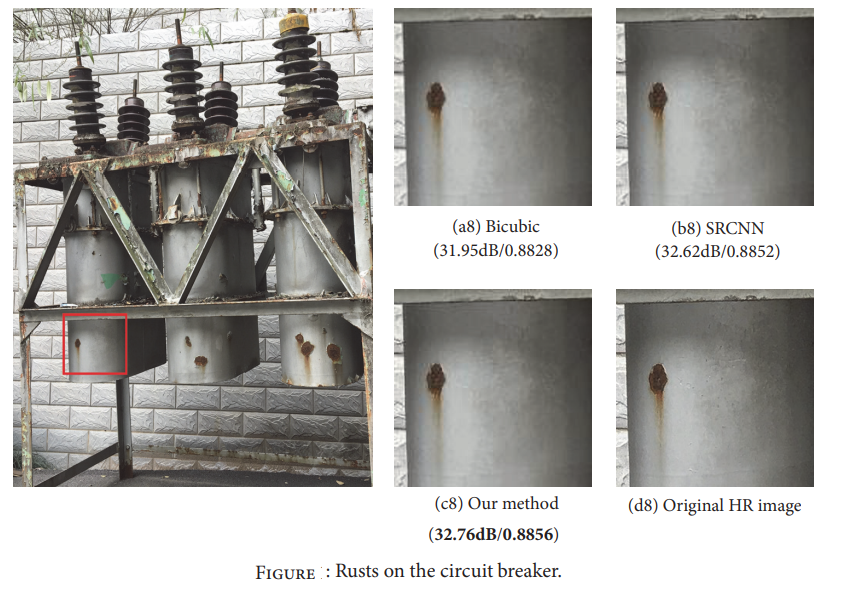 (a8) Bicubic
(31.95dB/0.8828)
(b8) SRCNN
(32.62dB/0.8852)
(c8) Our method
(32.76dB/0.8856)
(d8) Original HR image
FIGURE : Rusts on the circuit breaker.